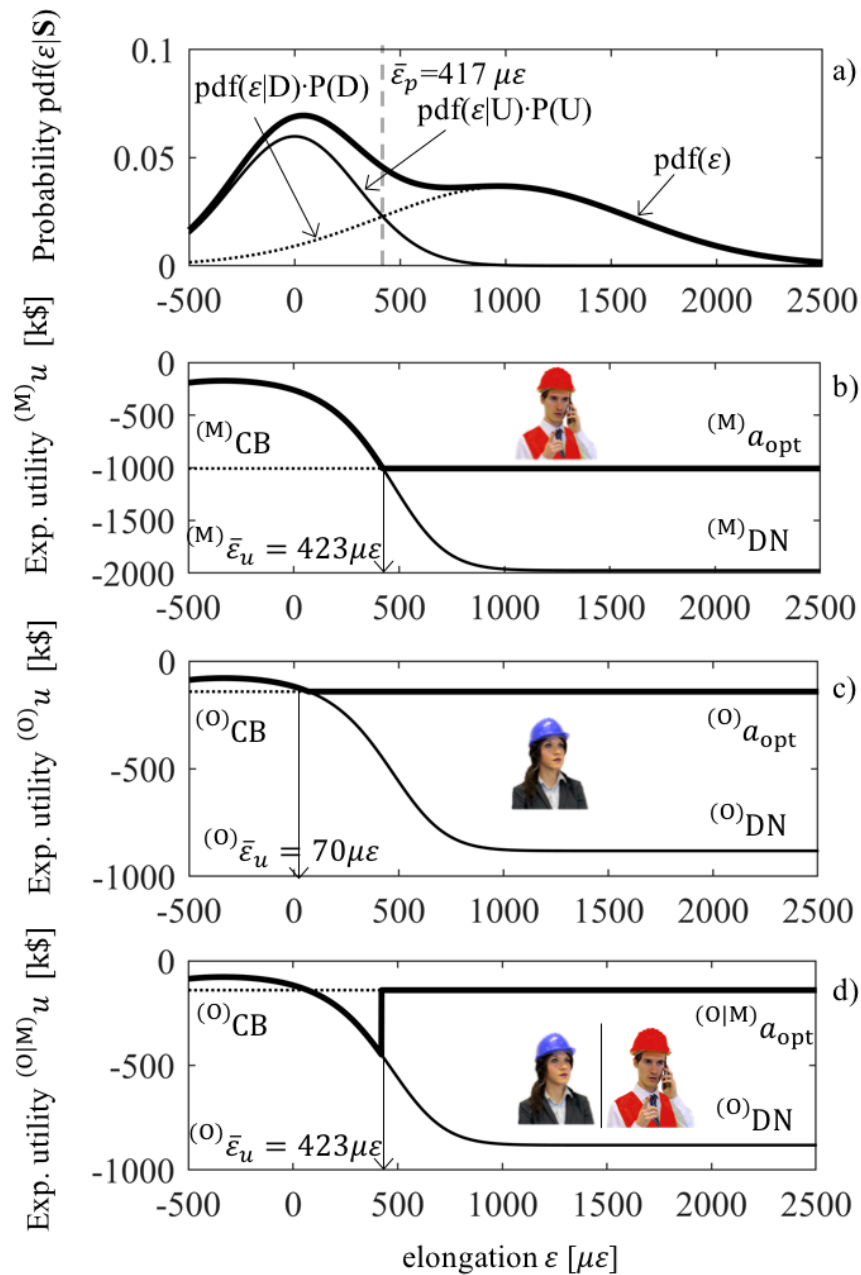 0.1
a)
ε̄ₚ=417 με
pdf(ε|D)·P(D)
pdf(ε|U)·P(U)
0.05
pdf(ε)
0
-500 0 500 1000 1500 2000 2500
Probability pdf(ε|S)
0
b)
-500
(M)CB
(M)a_opt
-1000
-1500
(M)ε̄ᵤ = 423με
(M)DN
-2000
-500 0 500 1000 1500 2000 2500
Exp. utility (M)u [k$]
0
c)
(O)CB
(O)a_opt
-500
(O)DN
(O)ε̄ᵤ = 70με
-1000
-500 0 500 1000 1500 2000 2500
Exp. utility (O)u [k$]
0
d)
(O)CB
(O|M)a_opt
-500
(O)DN
(O)ε̄ᵤ = 423με
-1000
-500 0 500 1000 1500 2000 2500
Exp. utility (O|M)u [k$]
elongation ε [με]